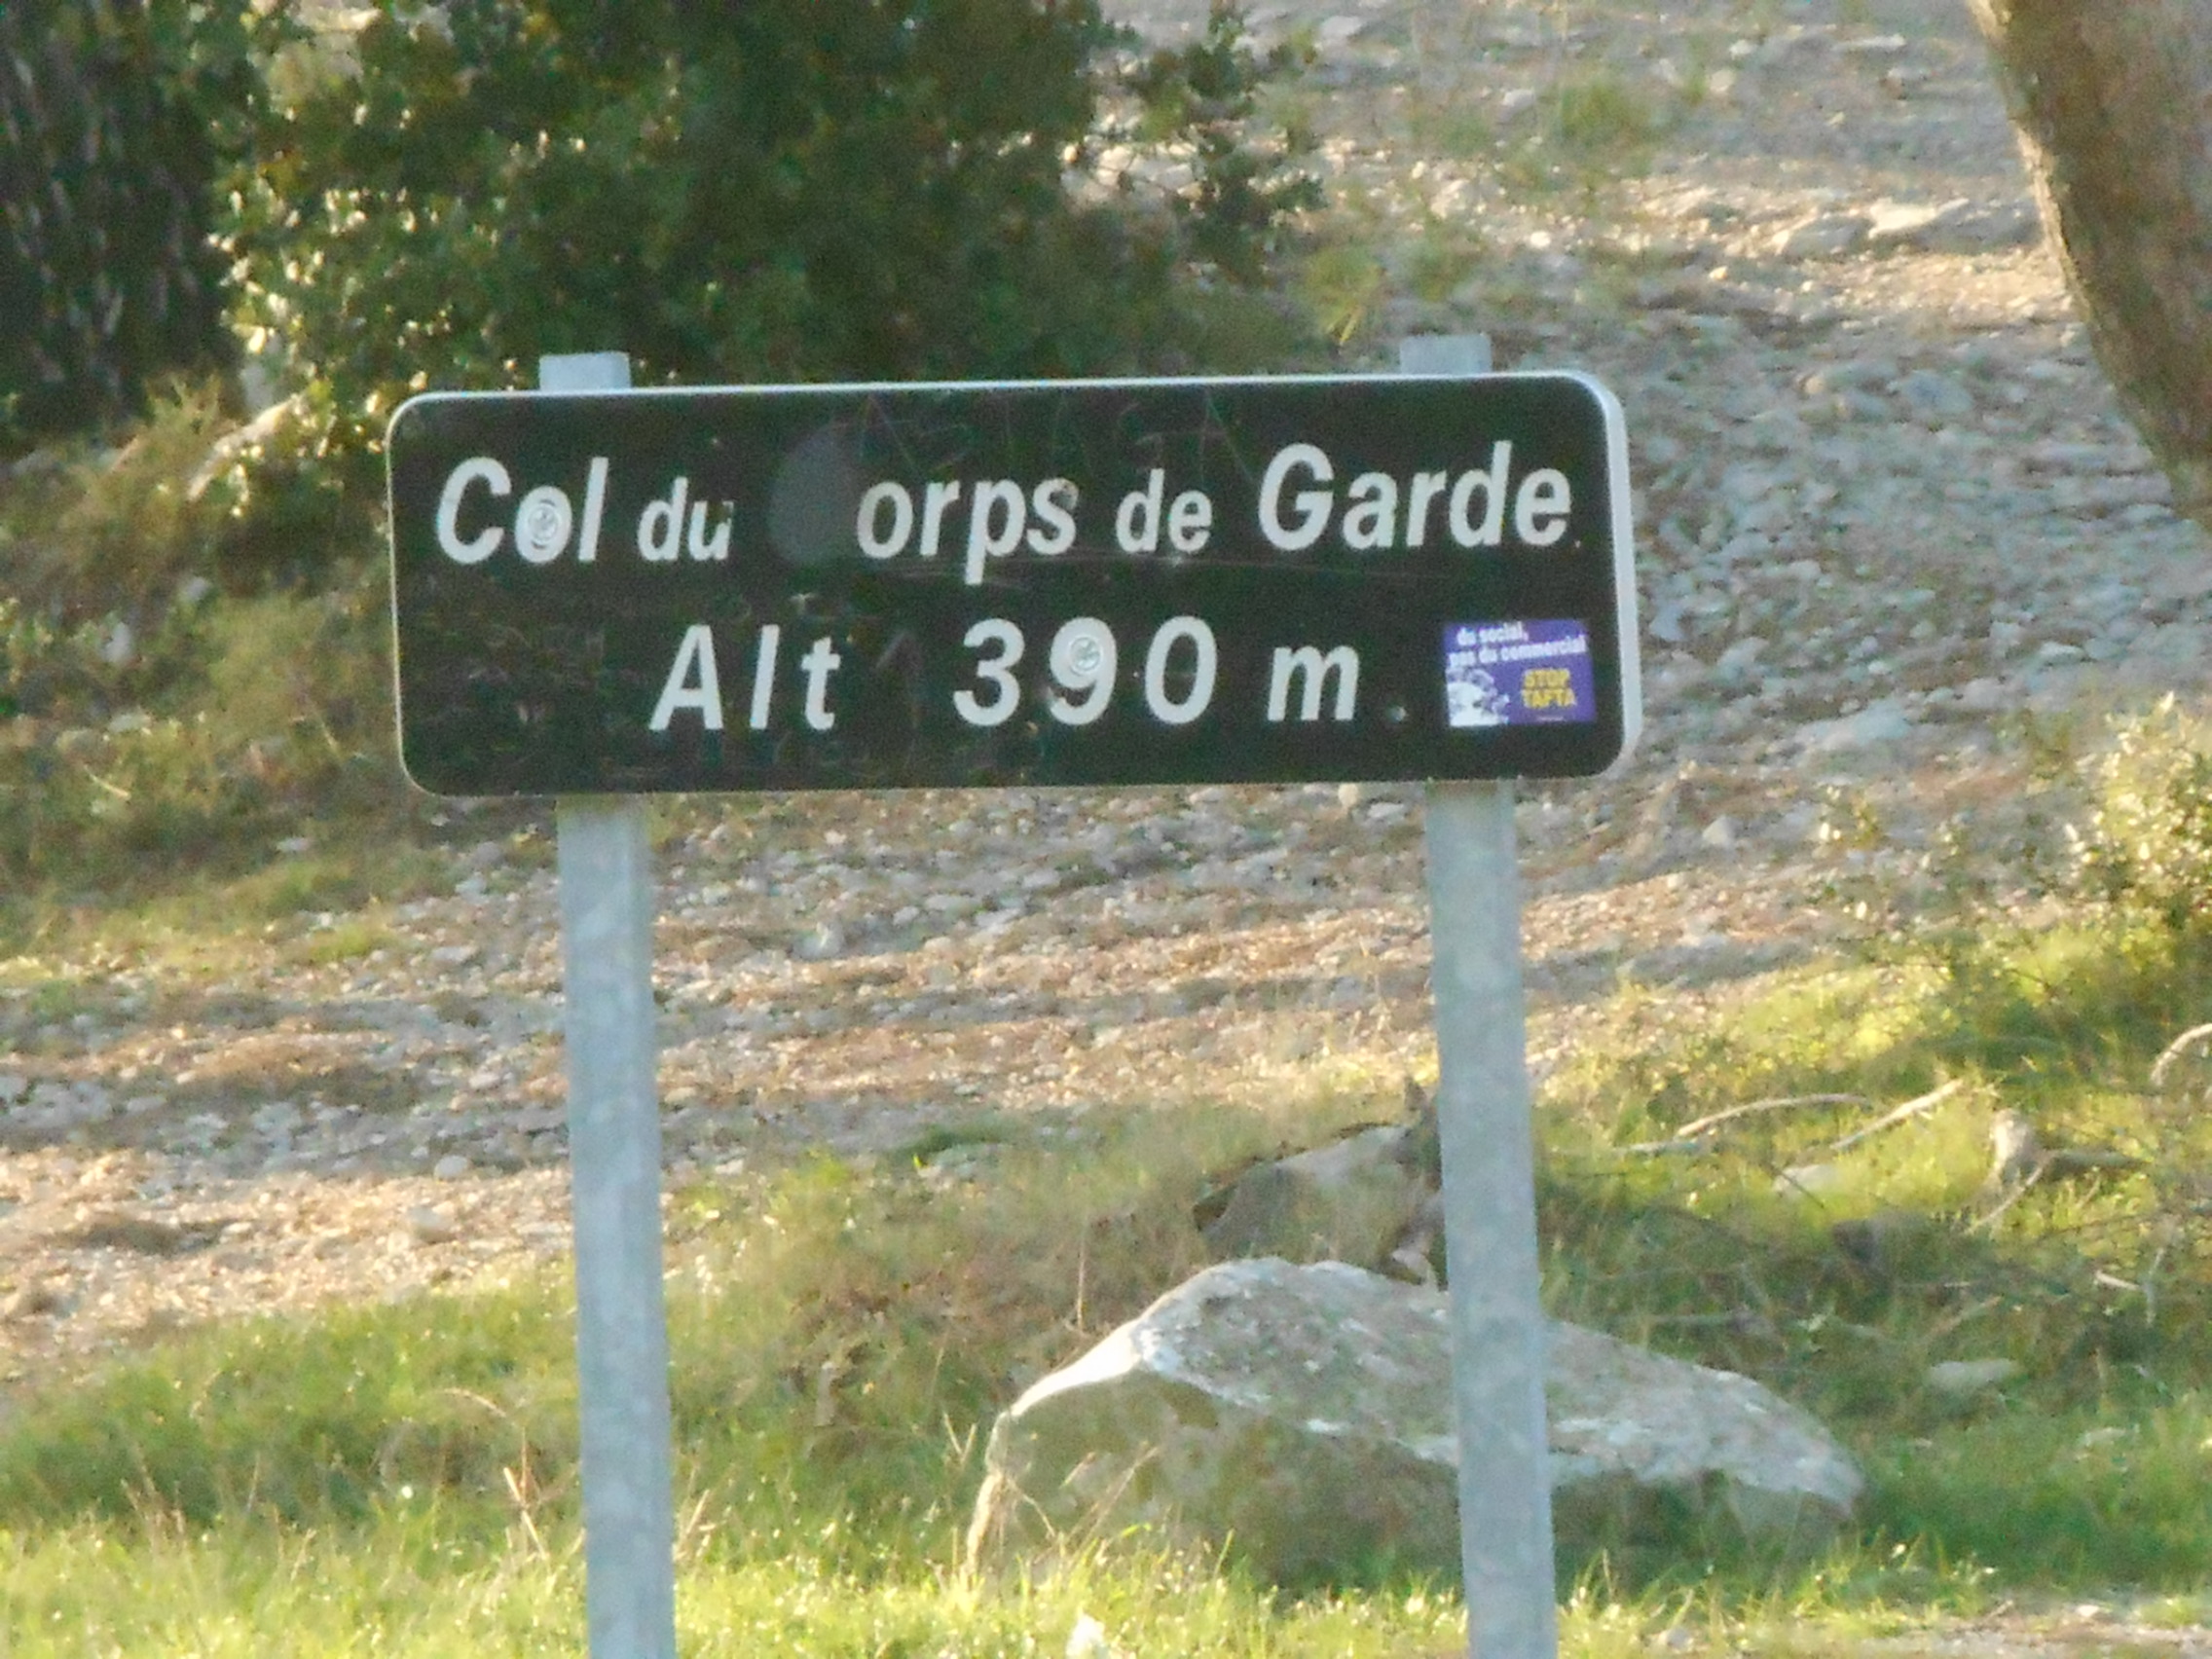 Col du orps de Garde
Alt 390 m
du social,
pas du commercial
STOP
TAFTA